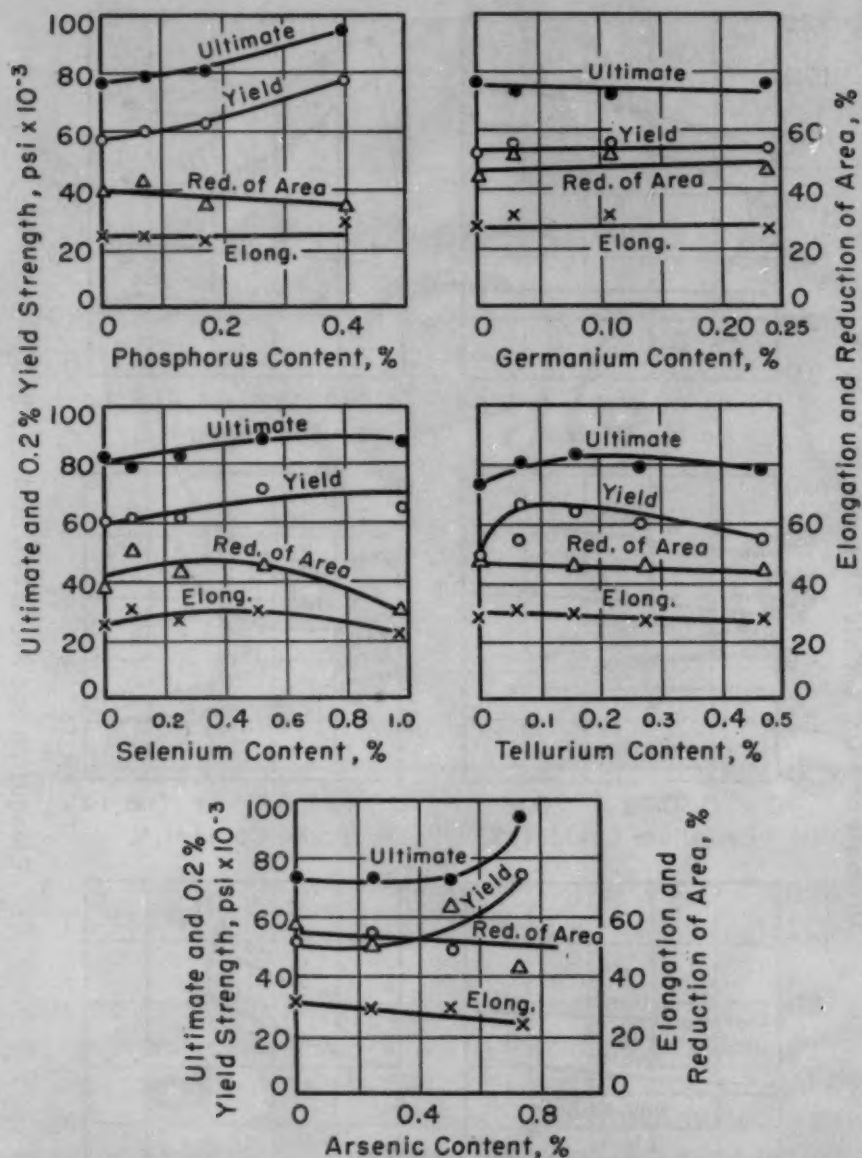 Ultimate and 0.2% Yield Strength, psi x 10⁻³
100
80
60
40
20
0
Ultimate
Yield
Red. of Area
Elong.
0
0.2
0.4
Phosphorus Content, %
Ultimate
Yield
Red. of Area
Elong.
60
40
20
0
0
0.10
0.20
0.25
Germanium Content, %
Elongation and Reduction of Area, %
100
80
60
40
20
0
Ultimate
Yield
Red. of Area
Elong.
0
0.2
0.4
0.6
0.8
1.0
Selenium Content, %
Ultimate
Yield
Red. of Area
Elong.
60
40
20
0
0
0.1
0.2
0.3
0.4
0.5
Tellurium Content, %
Ultimate and 0.2%
Yield Strength, psi x 10⁻³
100
80
60
40
20
0
Ultimate
Yield
Red. of Area
Elong.
60
40
20
0
Elongation and
Reduction of Area, %
0
0.4
0.8
Arsenic Content, %